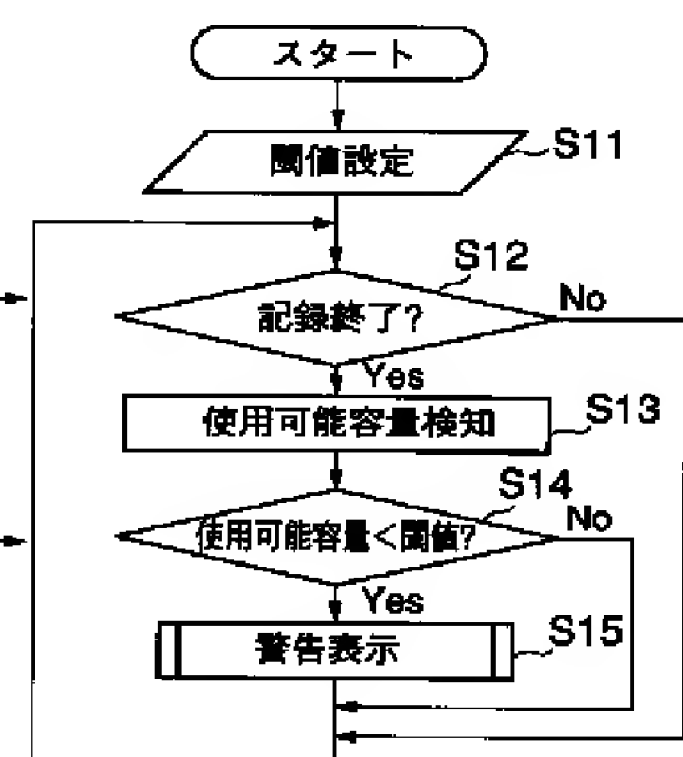 スタート
閾値設定
S11
S12
記録終了?
No
Yes
使用可能容量検知
S13
S14
使用可能容量<閾値?
No
Yes
警告表示
S15